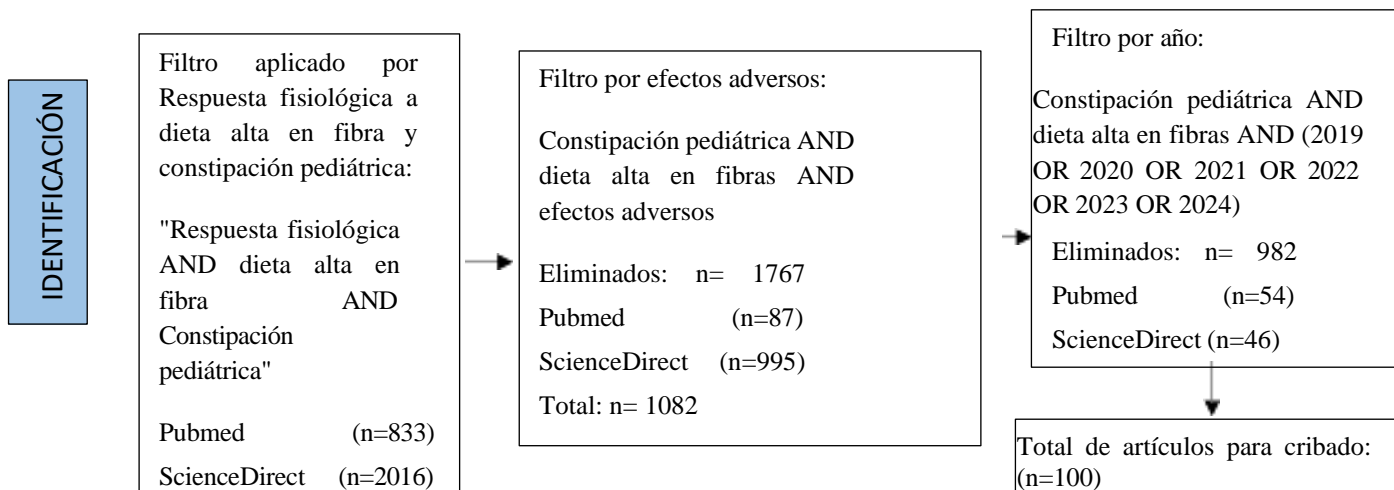 IDENTIFICACIÓN
Filtro aplicado por
Respuesta fisiológica a
dieta alta en fibra y
constipación pediátrica:
"Respuesta fisiológica
AND dieta alta en
fibra AND
Constipación
pediátrica"
Pubmed (n=833)
ScienceDirect (n=2016)
Filtro por efectos adversos:
Constipación pediátrica AND
dieta alta en fibras AND
efectos adversos
Eliminados: n= 1767
Pubmed (n=87)
ScienceDirect (n=995)
Total: n= 1082
Filtro por año:
Constipación pediátrica AND
dieta alta en fibras AND (2019
OR 2020 OR 2021 OR 2022
OR 2023 OR 2024)
Eliminados: n= 982
Pubmed (n=54)
ScienceDirect (n=46)
Total de artículos para cribado:
(n=100)